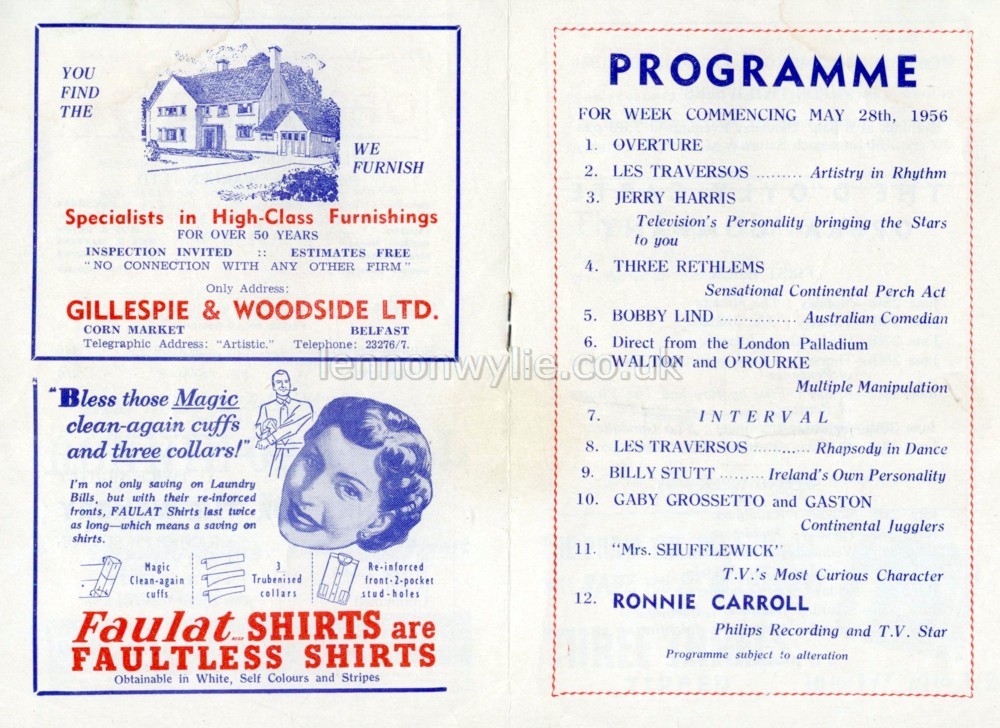 YOU
FIND
THE
WE
FURNISH
Specialists in High-Class Furnishings
FOR OVER 50 YEARS
INSPECTION INVITED :: ESTIMATES FREE
"NO CONNECTION WITH ANY OTHER FIRM"
Only Address:
GILLESPIE & WOODSIDE LTD.
CORN MARKET BELFAST
Telegraphic Address: "Artistic." Telephone: 23276/7.
"Bless those Magic
clean-again cuffs
and three collars!"
I'm not only saving on Laundry
Bills, but with their re-inforced
fronts, FAULAT Shirts last twice
as long—which means a saving on
shirts.
Magic
Clean-again
cuffs
3
Trubenised
collars
Re-inforced
front-2-pocket
stud-holes
Faulat SHIRTS are
FAULTLESS SHIRTS
Obtainable in White, Self Colours and Stripes
PROGRAMME
FOR WEEK COMMENCING MAY 28th, 1956
1. OVERTURE
2. LES TRAVERSOS ......... Artistry in Rhythm
3. JERRY HARRIS
Television's Personality bringing the Stars
to you
4. THREE RETHLEMS
Sensational Continental Perch Act
5. BOBBY LIND ............... Australian Comedian
6. Direct from the London Palladium
WALTON and O'ROURKE
Multiple Manipulation
7. INTERVAL
8. LES TRAVERSOS ........... Rhapsody in Dance
9. BILLY STUTT ......... Ireland's Own Personality
10. GABY GROSSETTO and GASTON
Continental Jugglers
11. "Mrs. SHUFFLEWICK"
T.V.'s Most Curious Character
12. RONNIE CARROLL
Philips Recording and T.V. Star
Programme subject to alteration
lennonwylie.co.uk